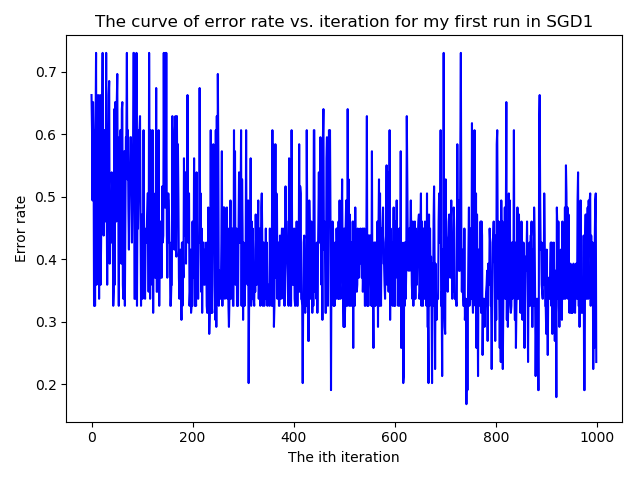 The curve of error rate vs. iteration for my first run in SGD1
0.7
0.6
0.5
0.4
0.3
0.2
Error rate
0 200 400 600 800 1000
The ith iteration